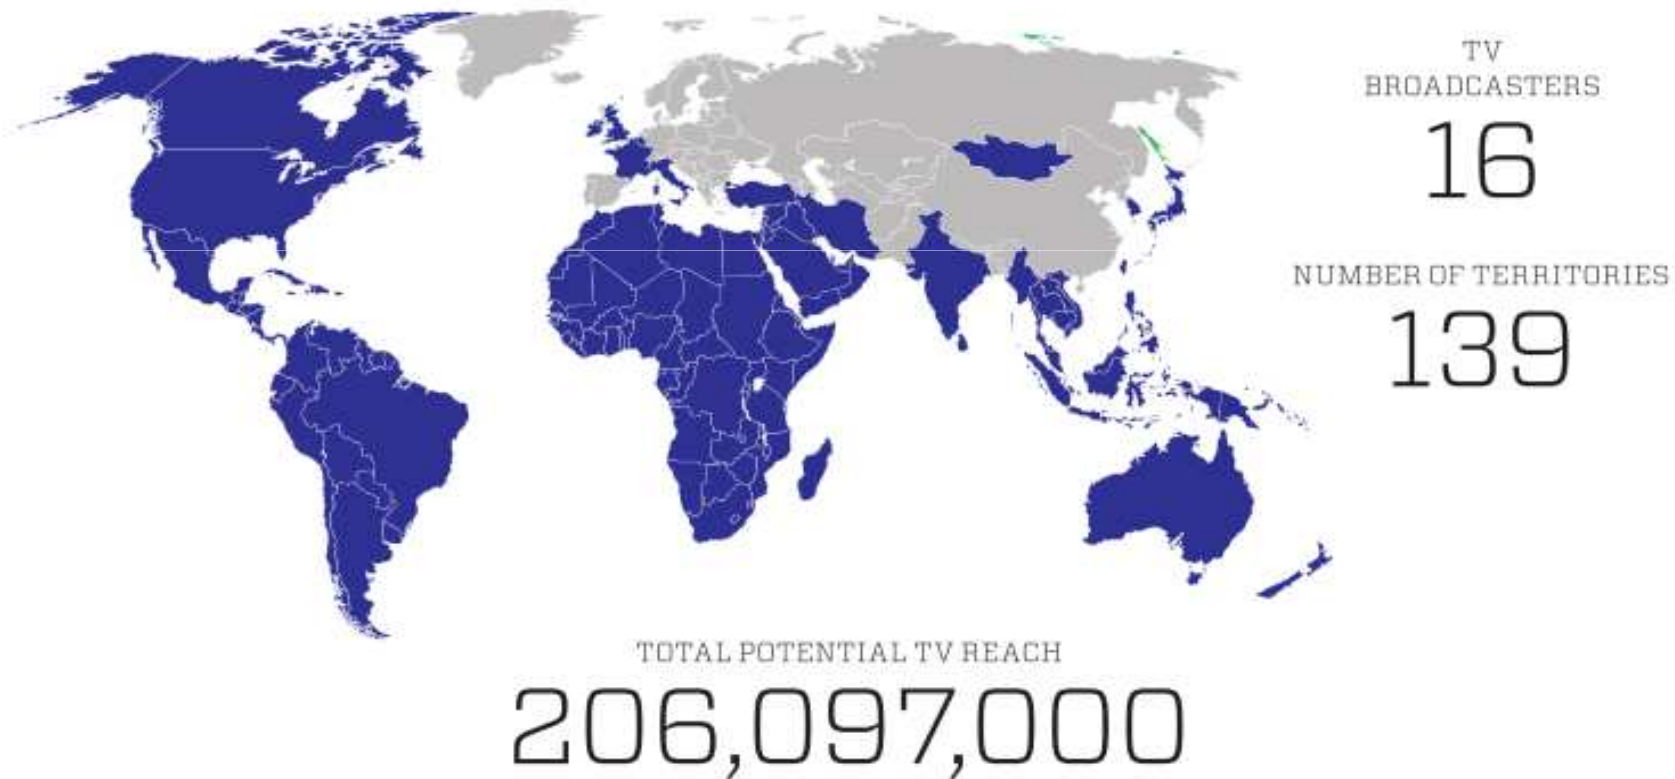 TV
BROADCASTERS
16
NUMBER OF TERRITORIES
139
TOTAL POTENTIAL TV REACH
206,097,000